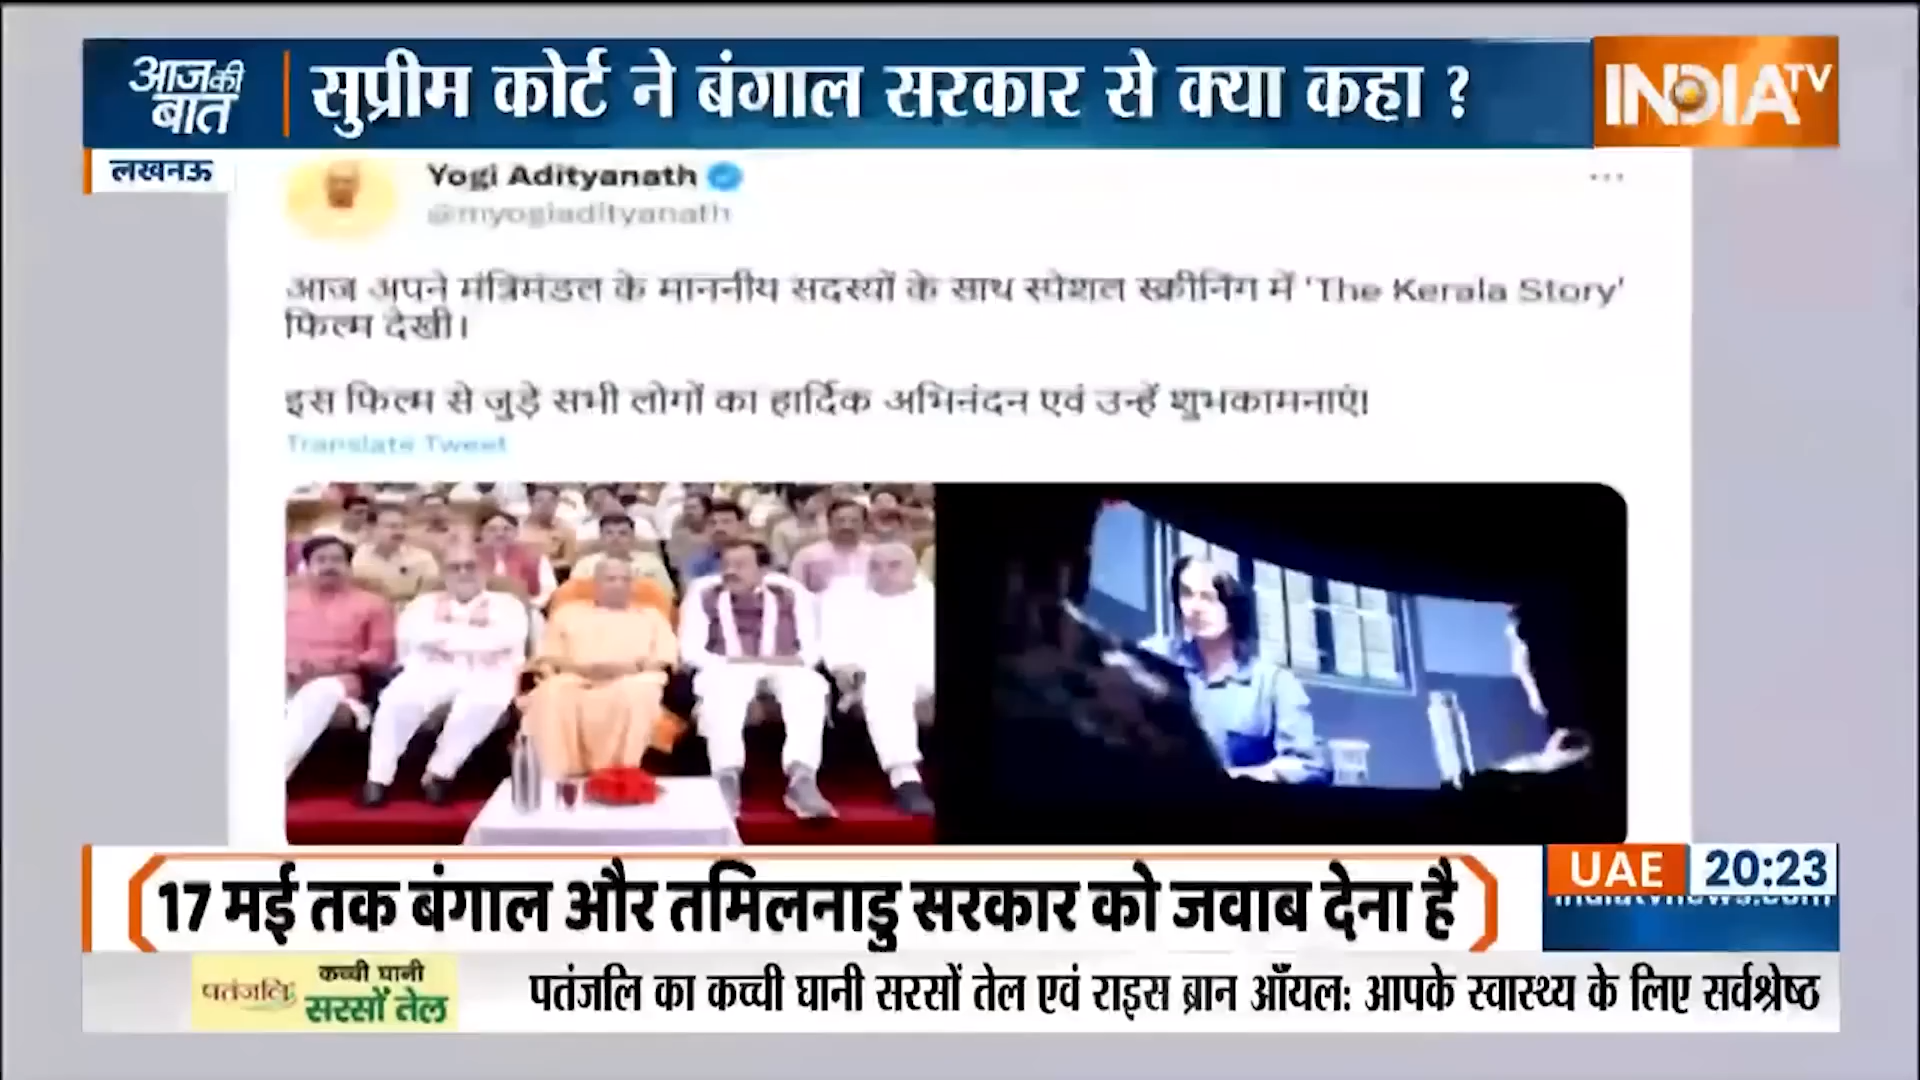 आज की
बात
सुप्रीम कोर्ट ने बंगाल सरकार से क्या कहा ?
INDIA TV
लखनऊ
Yogi Adityanath
@myogiadityanath
आज अपने मंत्रिमंडल के माननीय सदस्यों के साथ स्पेशल स्क्रीनिंग में 'The Kerala Story'
फिल्म देखी।
इस फिल्म से जुड़े सभी लोगों का हार्दिक अभिनंदन एवं उन्हें शुभकामनाएं!
Translate Tweet
17 मई तक बंगाल और तमिलनाडु सरकार को जवाब देना है
UAE 20:23
indiatvnews.com
पतंजलि
कच्ची घानी
सरसों तेल
पतंजलि का कच्ची घानी सरसों तेल एवं राइस ब्रान ऑयल: आपके स्वास्थ्य के लिए सर्वश्रेष्ठ